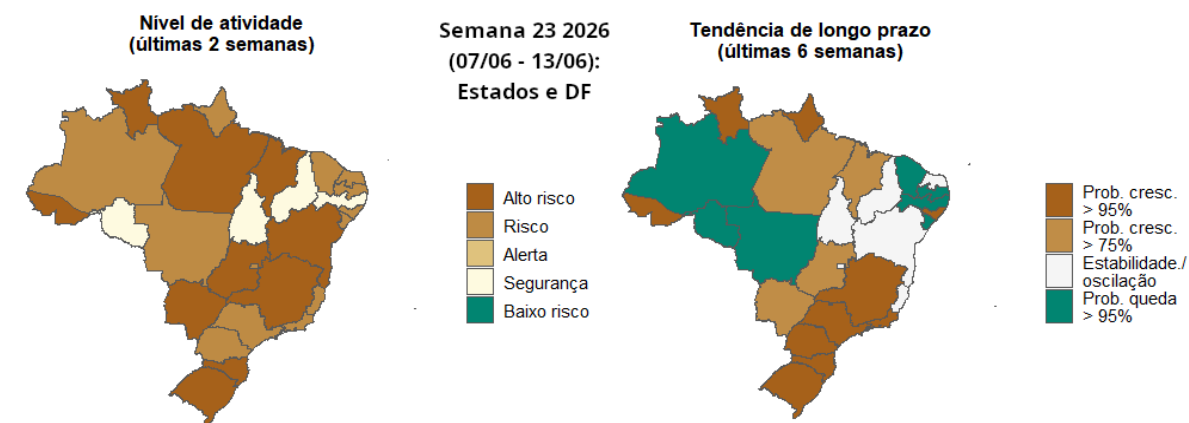 Nível de atividade
(últimas 2 semanas)
Semana 23 2026
(07/06 - 13/06):
Estados e DF
Tendência de longo prazo
(últimas 6 semanas)
Alto risco
Risco
Alerta
Segurança
Baixo risco
Prob. cresc.
> 95%
Prob. cresc.
> 75%
Estabilidade./
oscilação
Prob. queda
> 95%